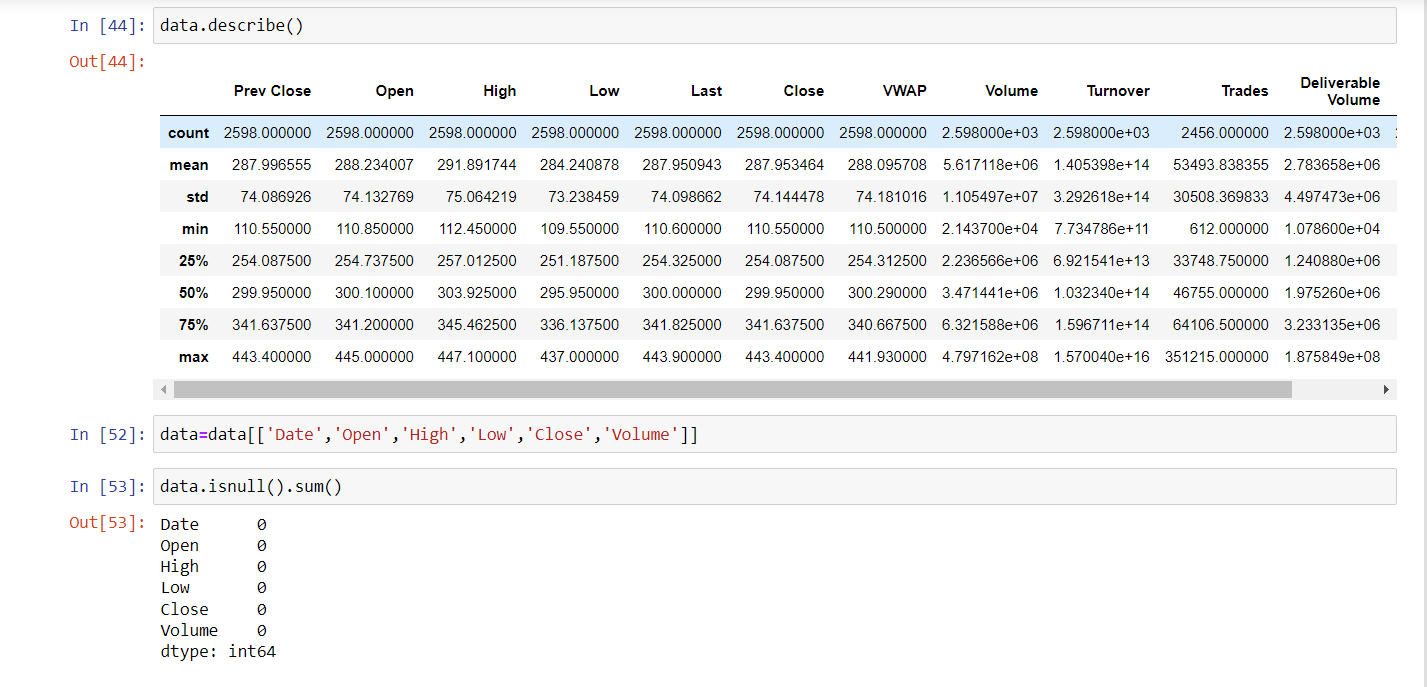 In [44]: data.describe()
Out[44]:
Prev Close Open High Low Last Close VWAP Volume Turnover Trades Deliverable Volume
count 2598.000000 2598.000000 2598.000000 2598.000000 2598.000000 2598.000000 2598.000000 2.598000e+03 2.598000e+03 2456.000000 2.598000e+03
mean 287.996555 288.234007 291.891744 284.240878 287.950943 287.953464 288.095708 5.617118e+06 1.405398e+14 53493.838355 2.783658e+06
std 74.086926 74.132769 75.064219 73.238459 74.098662 74.144478 74.181016 1.105497e+07 3.292618e+14 30508.369833 4.497473e+06
min 110.550000 110.850000 112.450000 109.550000 110.600000 110.550000 110.500000 2.143700e+04 7.734786e+11 612.000000 1.078600e+04
25% 254.087500 254.737500 257.012500 251.187500 254.325000 254.087500 254.312500 2.236566e+06 6.921541e+13 33748.750000 1.240880e+06
50% 299.950000 300.100000 303.925000 295.950000 300.000000 299.950000 300.290000 3.471441e+06 1.032340e+14 46755.000000 1.975260e+06
75% 341.637500 341.200000 345.462500 336.137500 341.825000 341.637500 340.667500 6.321588e+06 1.596711e+14 64106.500000 3.233135e+06
max 443.400000 445.000000 447.100000 437.000000 443.900000 443.400000 441.930000 4.797162e+08 1.570040e+16 351215.000000 1.875849e+08
In [52]: data=data[['Date','Open','High','Low','Close','Volume']]
In [53]: data.isnull().sum()
Out[53]: Date 0
Open 0
High 0
Low 0
Close 0
Volume 0
dtype: int64